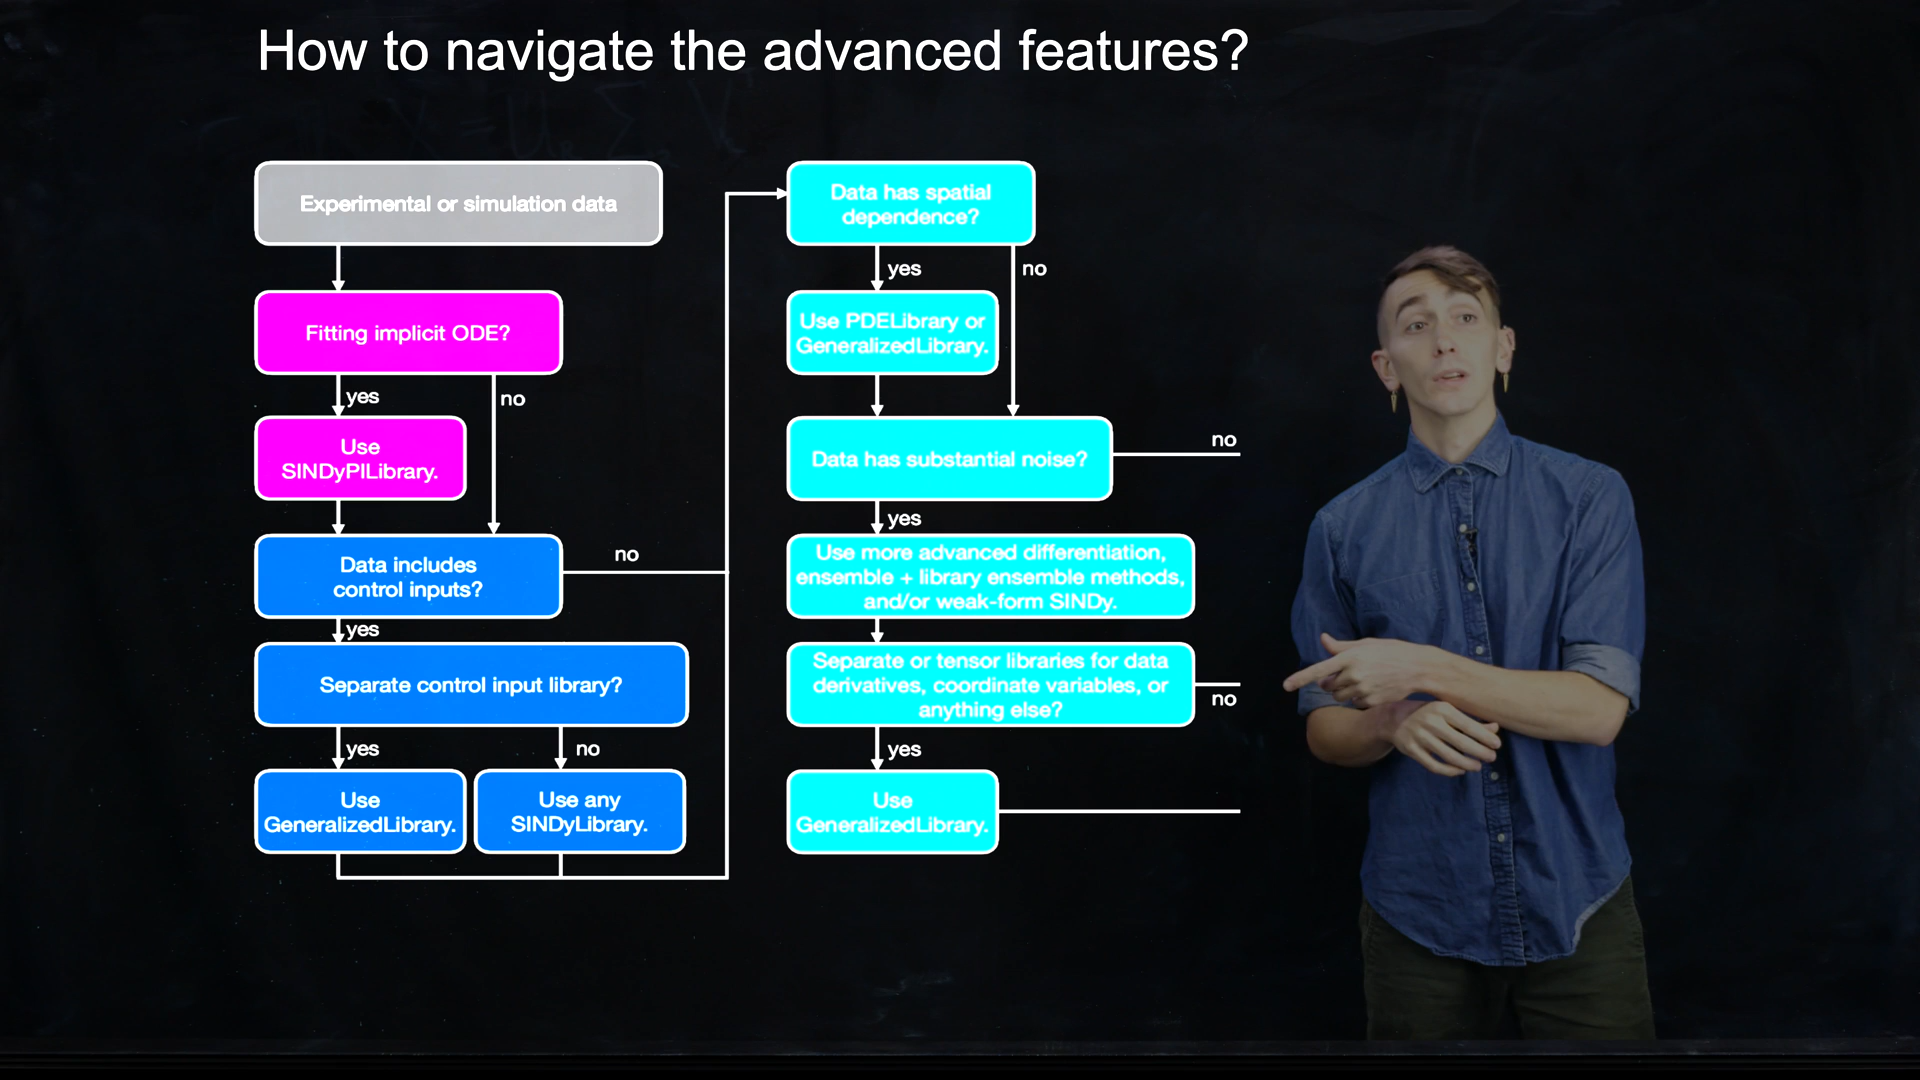 How to navigate the advanced features?
Experimental or simulation data
Fitting implicit ODE?
yes
no
Use
SINDyPILibrary.
Data includes
control inputs?
no
yes
Separate control input library?
yes
no
Use
GeneralizedLibrary.
Use any
SINDyLibrary.
Data has spatial
dependence?
yes
no
Use PDELibrary or
GeneralizedLibrary.
Data has substantial noise?
no
yes
Use more advanced differentiation,
ensemble + library ensemble methods,
and/or weak-form SINDy.
Separate or tensor libraries for data
derivatives, coordinate variables, or
anything else?
no
yes
Use
GeneralizedLibrary.